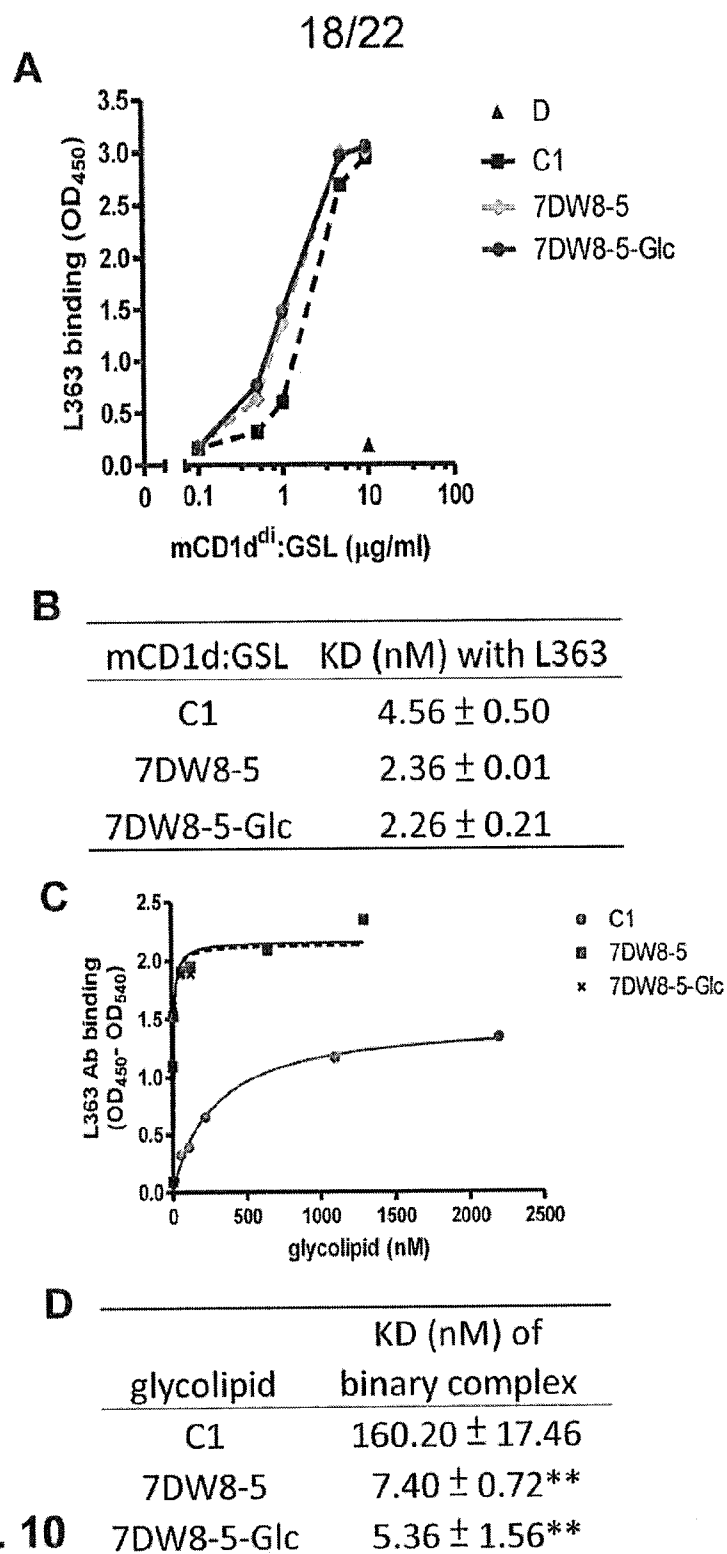 18/22
A
3.5
3.0
2.5
2.0
1.5
1.0
0.5
0.0
L363 binding (OD450)
0 0.1 1 10 100
mCD1d^di:GSL (µg/ml)
D
C1
7DW8-5
7DW8-5-Glc
B
mCD1d:GSL KD (nM) with L363
C1 4.56 ± 0.50
7DW8-5 2.36 ± 0.01
7DW8-5-Glc 2.26 ± 0.21
C
2.5
2.0
1.5
1.0
0.5
0.0
L363 Ab binding
(OD450- OD540)
0 500 1000 1500 2000 2500
glycolipid (nM)
C1
7DW8-5
7DW8-5-Glc
D
KD (nM) of
glycolipid binary complex
C1 160.20 ± 17.46
7DW8-5 7.40 ± 0.72**
7DW8-5-Glc 5.36 ± 1.56**
. 10